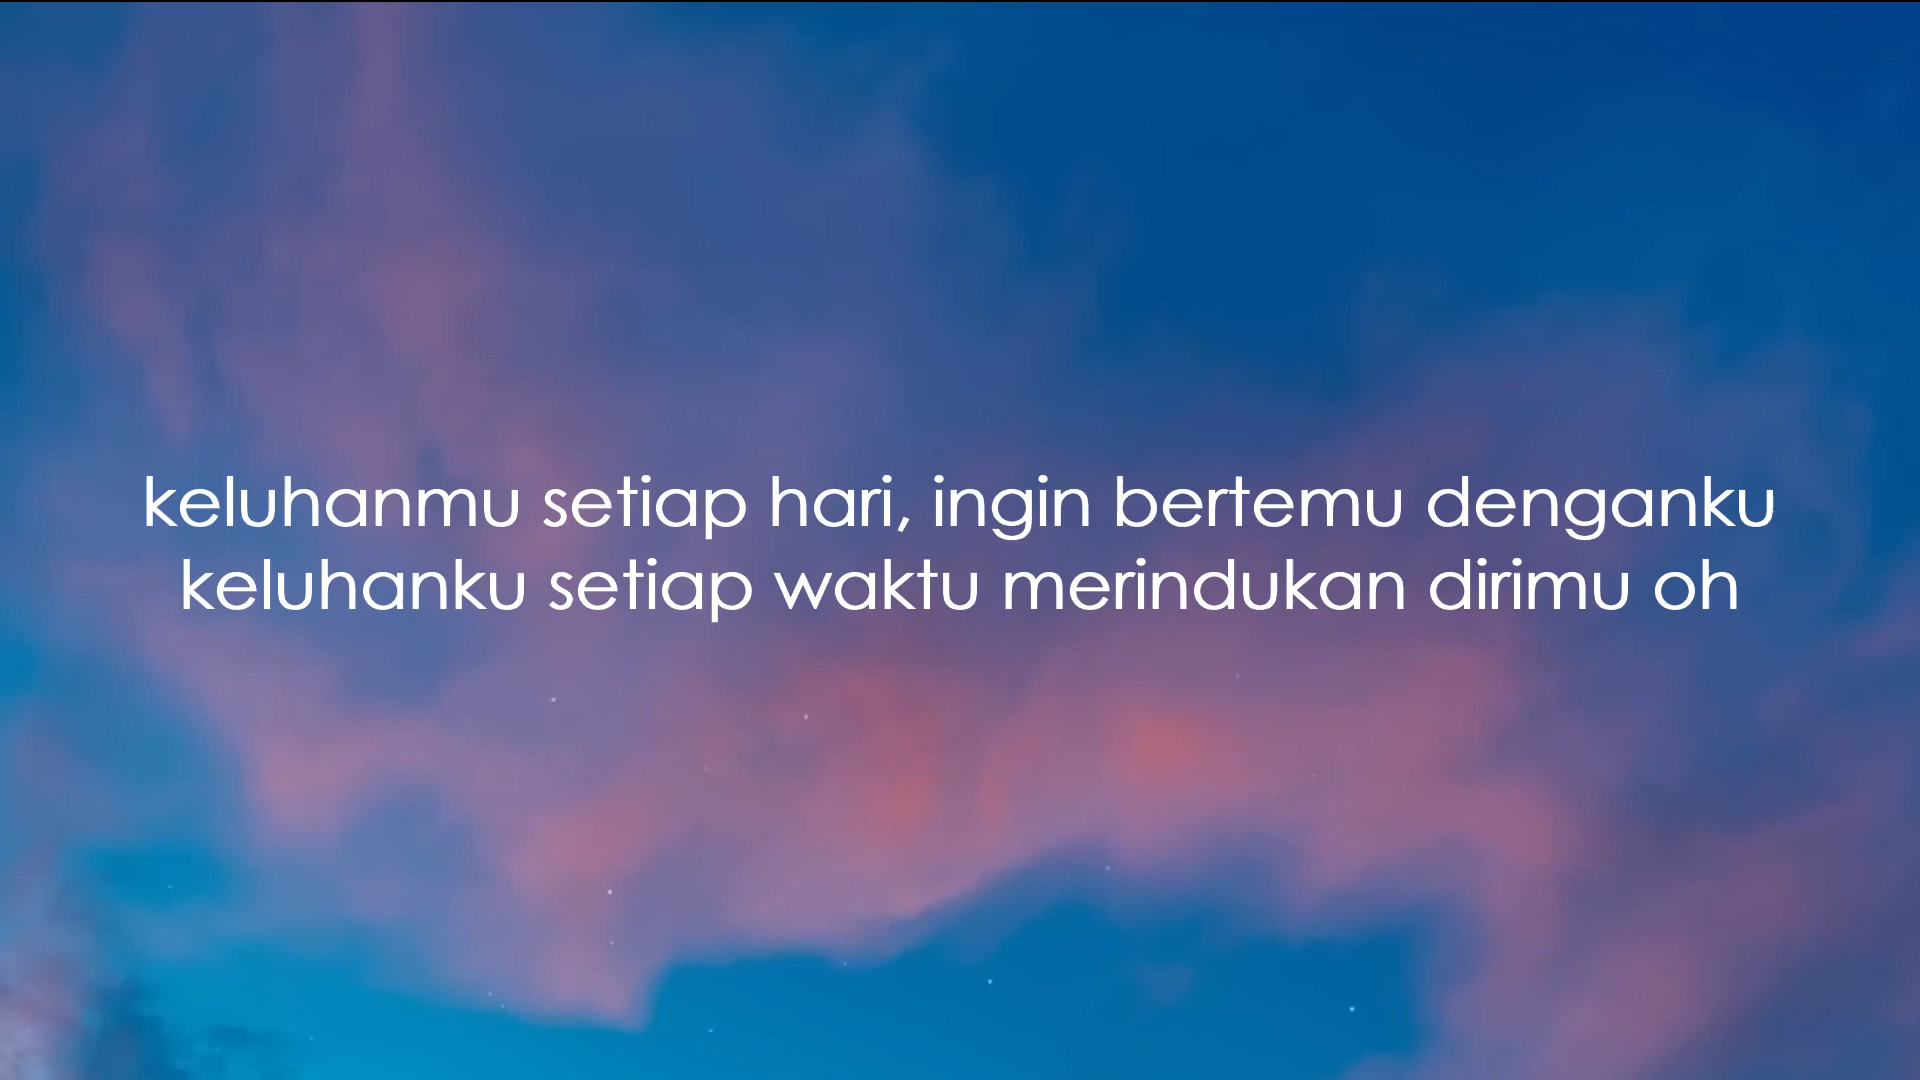 keluhanmu setiap hari, ingin bertemu denganku
keluhanku setiap waktu merindukan dirimu oh